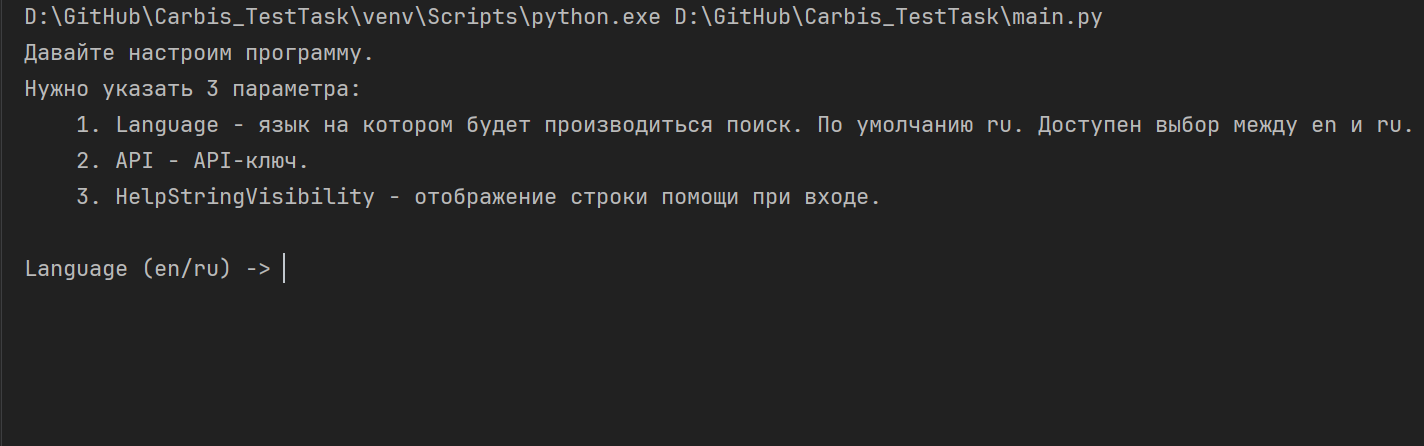 D:\GitHub\Carbis_TestTask\venv\Scripts\python.exe D:\GitHub\Carbis_TestTask\main.py
Давайте настроим программу.
Нужно указать 3 параметра:
    1. Language - язык на котором будет производиться поиск. По умолчанию ru. Доступен выбор между en и ru.
    2. API - API-ключ.
    3. HelpStringVisibility - отображение строки помощи при входе.
Language (en/ru) ->